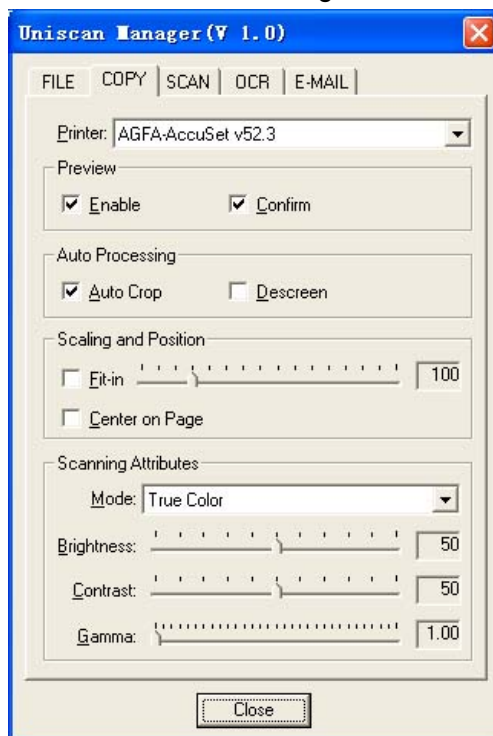 Uniscan Manager(V 1.0)
FILE COPY SCAN OCR E-MAIL
Printer: AGFA-AccuSet v52.3
Preview
Enable Confirm
Auto Processing
Auto Crop Descreen
Scaling and Position
Fit-in 100
Center on Page
Scanning Attributes
Mode: True Color
Brightness: 50
Contrast: 50
Gamma: 1.00
Close